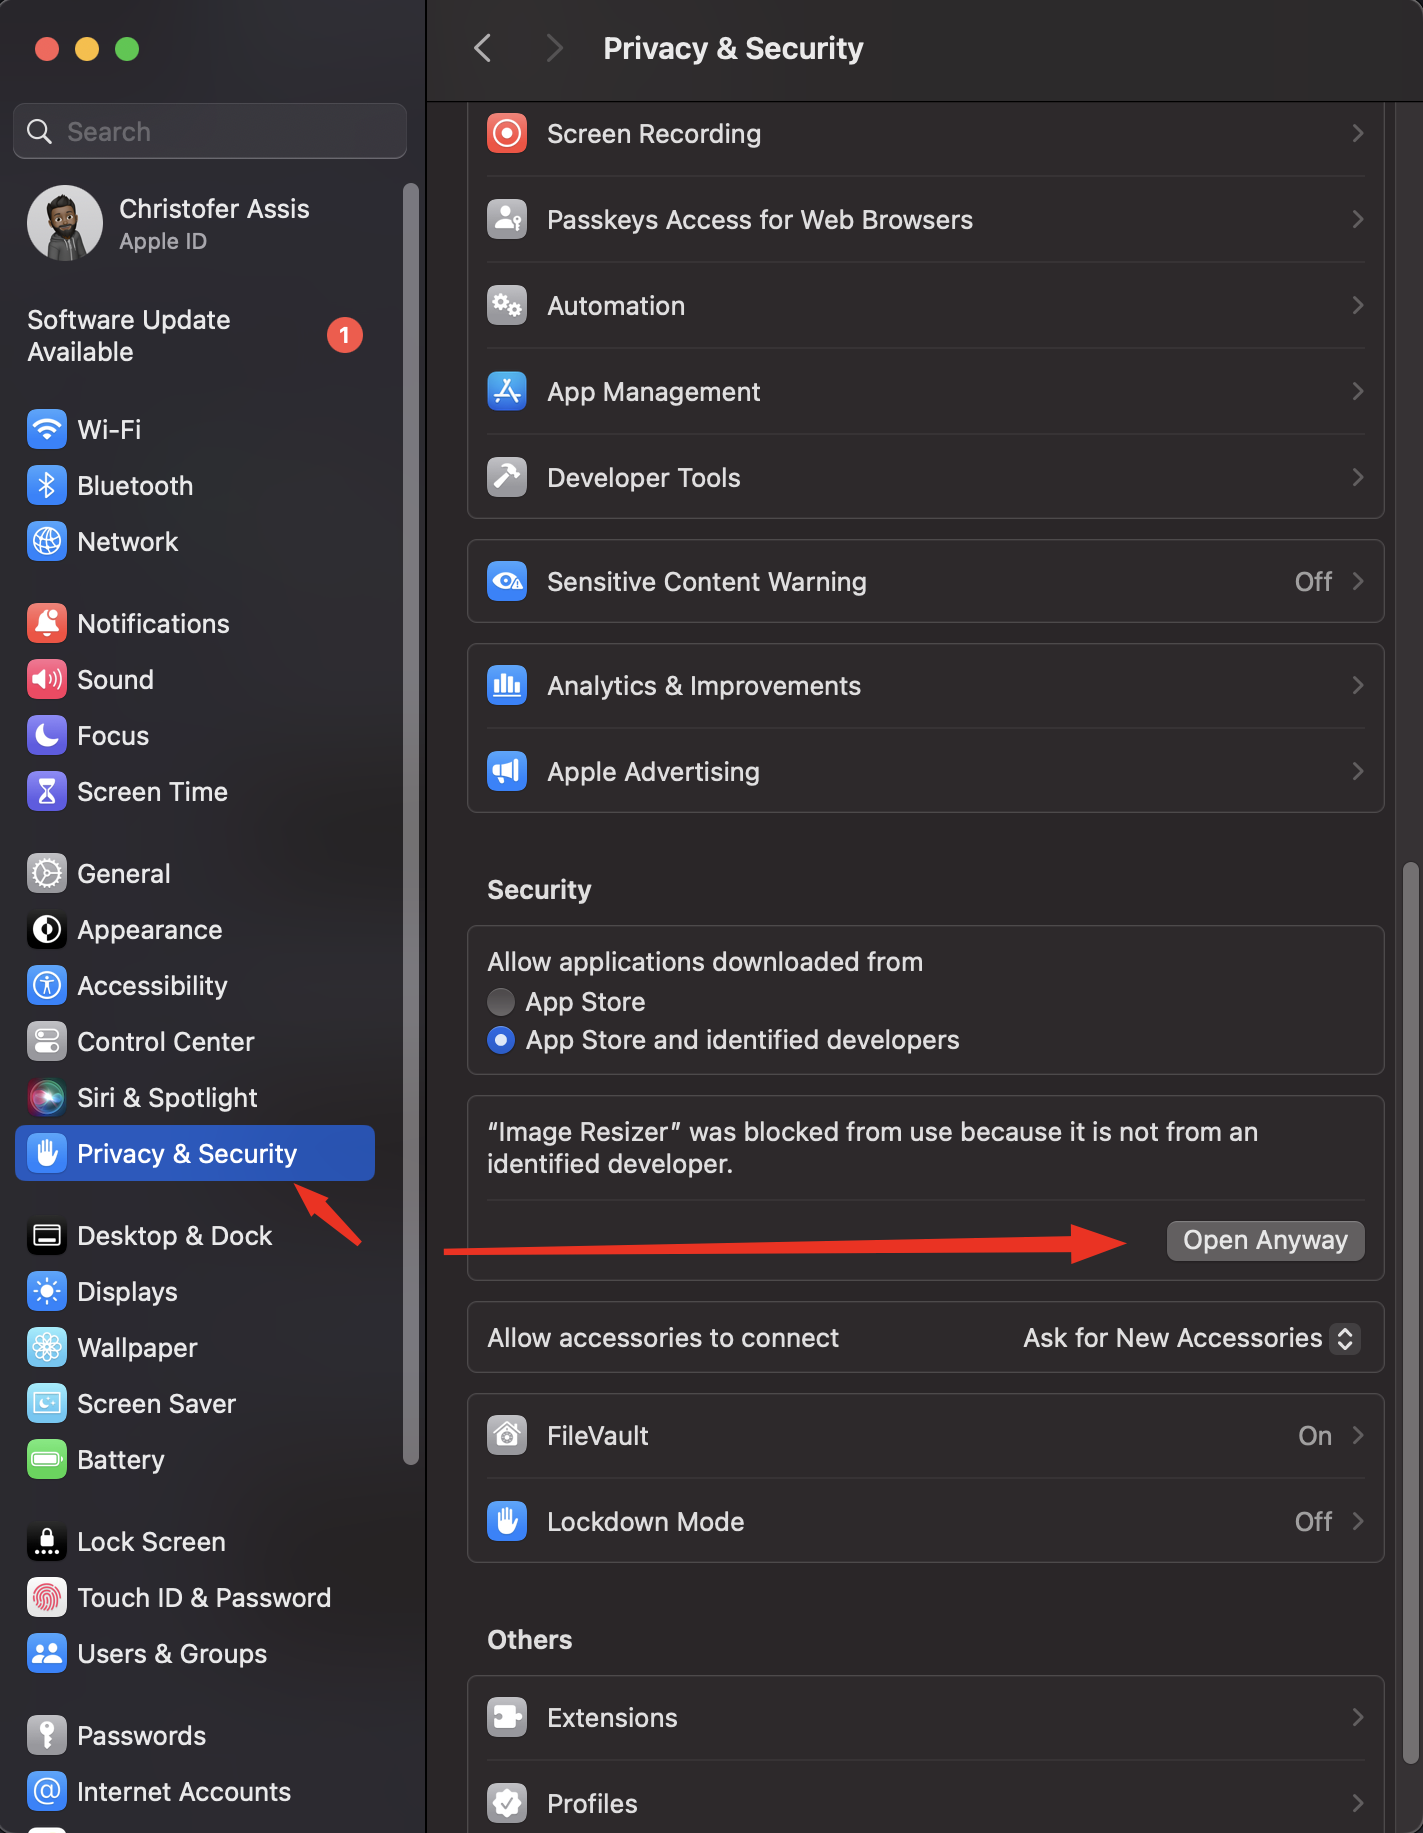 Search
Christofer Assis
Apple ID
Software Update
Available
1
Wi-Fi
Bluetooth
Network
Notifications
Sound
Focus
Screen Time
General
Appearance
Accessibility
Control Center
Siri & Spotlight
Privacy & Security
Desktop & Dock
Displays
Wallpaper
Screen Saver
Battery
Lock Screen
Touch ID & Password
Users & Groups
Passwords
Internet Accounts
Privacy & Security
Screen Recording
Passkeys Access for Web Browsers
Automation
App Management
Developer Tools
Sensitive Content Warning Off
Analytics & Improvements
Apple Advertising
Security
Allow applications downloaded from
App Store
App Store and identified developers
“Image Resizer” was blocked from use because it is not from an
identified developer.
Open Anyway
Allow accessories to connect Ask for New Accessories
FileVault On
Lockdown Mode Off
Others
Extensions
Profiles